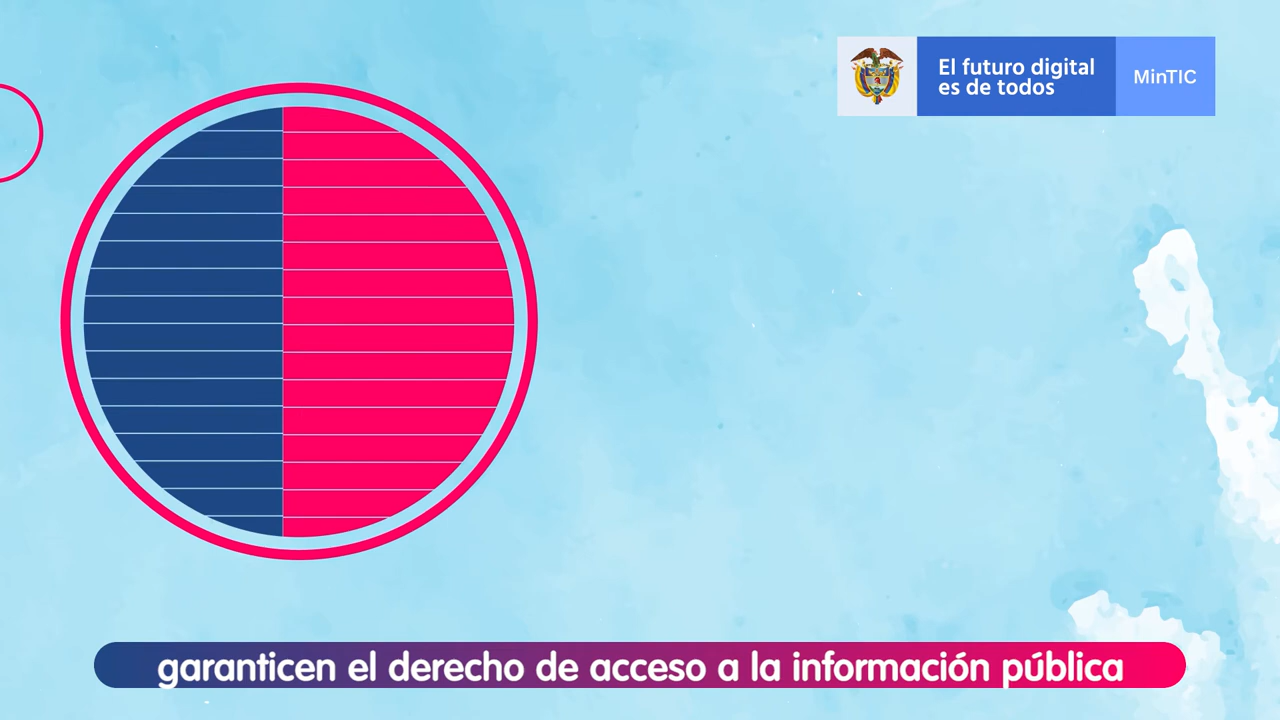 El futuro digital
es de todos
MinTIC
garanticen el derecho de acceso a la información pública